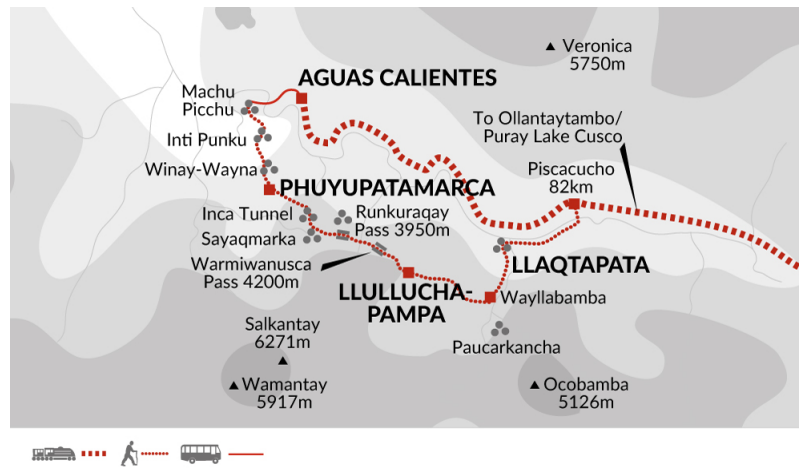 Veronica
5750m
AGUAS CALIENTES
Machu
Picchu
To Ollantaytambo/
Puray Lake Cusco
Inti Punku
Winay-Wayna
Piscacucho
82km
PHUYUPATAMARCA
Inca Tunnel
Runkuraqay
Pass 3950m
Sayaqmarka
Warmiwanusca
Pass 4200m
LLAQTAPATA
LLULLUCHA-
PAMPA
Wayllabamba
Salkantay
6271m
Paucarkancha
Wamantay
5917m
Ocobamba
5126m